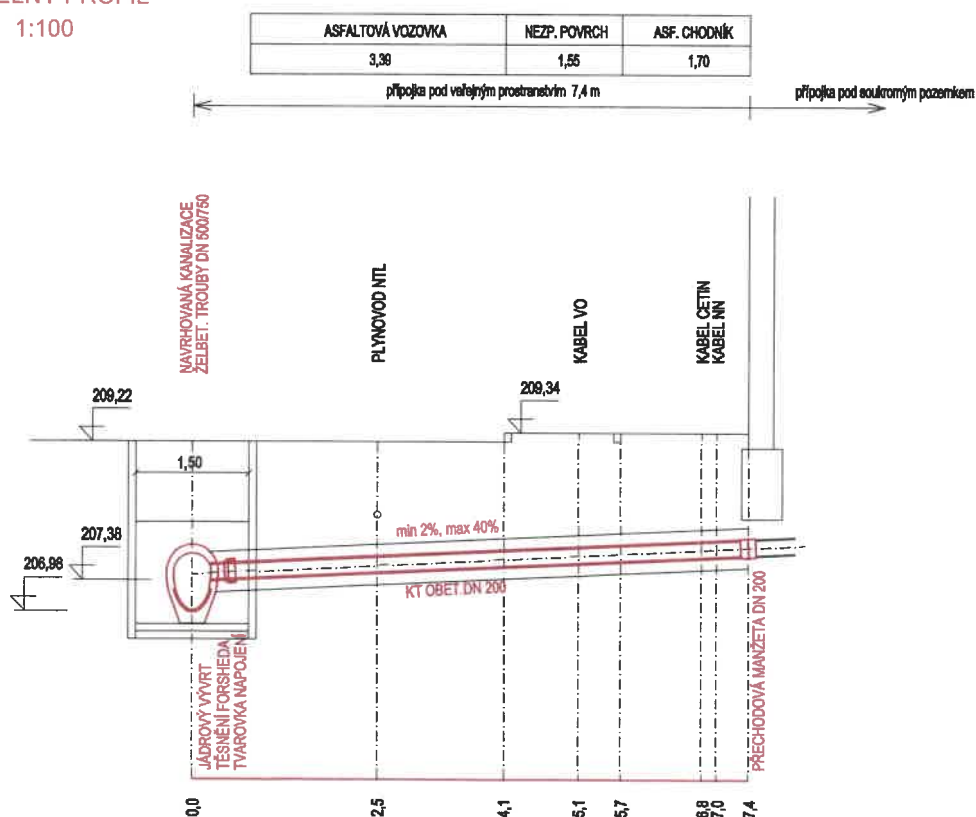 1:100
ASFALTOVÁ VOZOVKA NEZP. POVRCH ASF. CHODNÍK
3,39 1,55 1,70
přípojka pod veřejným prostranstvím 7,4 m
přípojka pod soukromým pozemkem
NAVRHOVANÁ KANALIZACE
ŽELBET. TROUBY DN 500/750
PLYNOVOD NTL
KABEL VO
KABEL CETIN
KABEL NN
209,22
209,34
1,50
207,38
206,98
min 2%, max 40%
KT OBET. DN 200
JÁDROVÝ VÝVRT
TĚSNĚNÍ FORSHEDA
TVAROVKA NAPOJENÍ
PŘECHODOVÁ MANŽETA DN 200
0,0
2,5
4,1
5,1
5,7
6,8
7,0
7,4